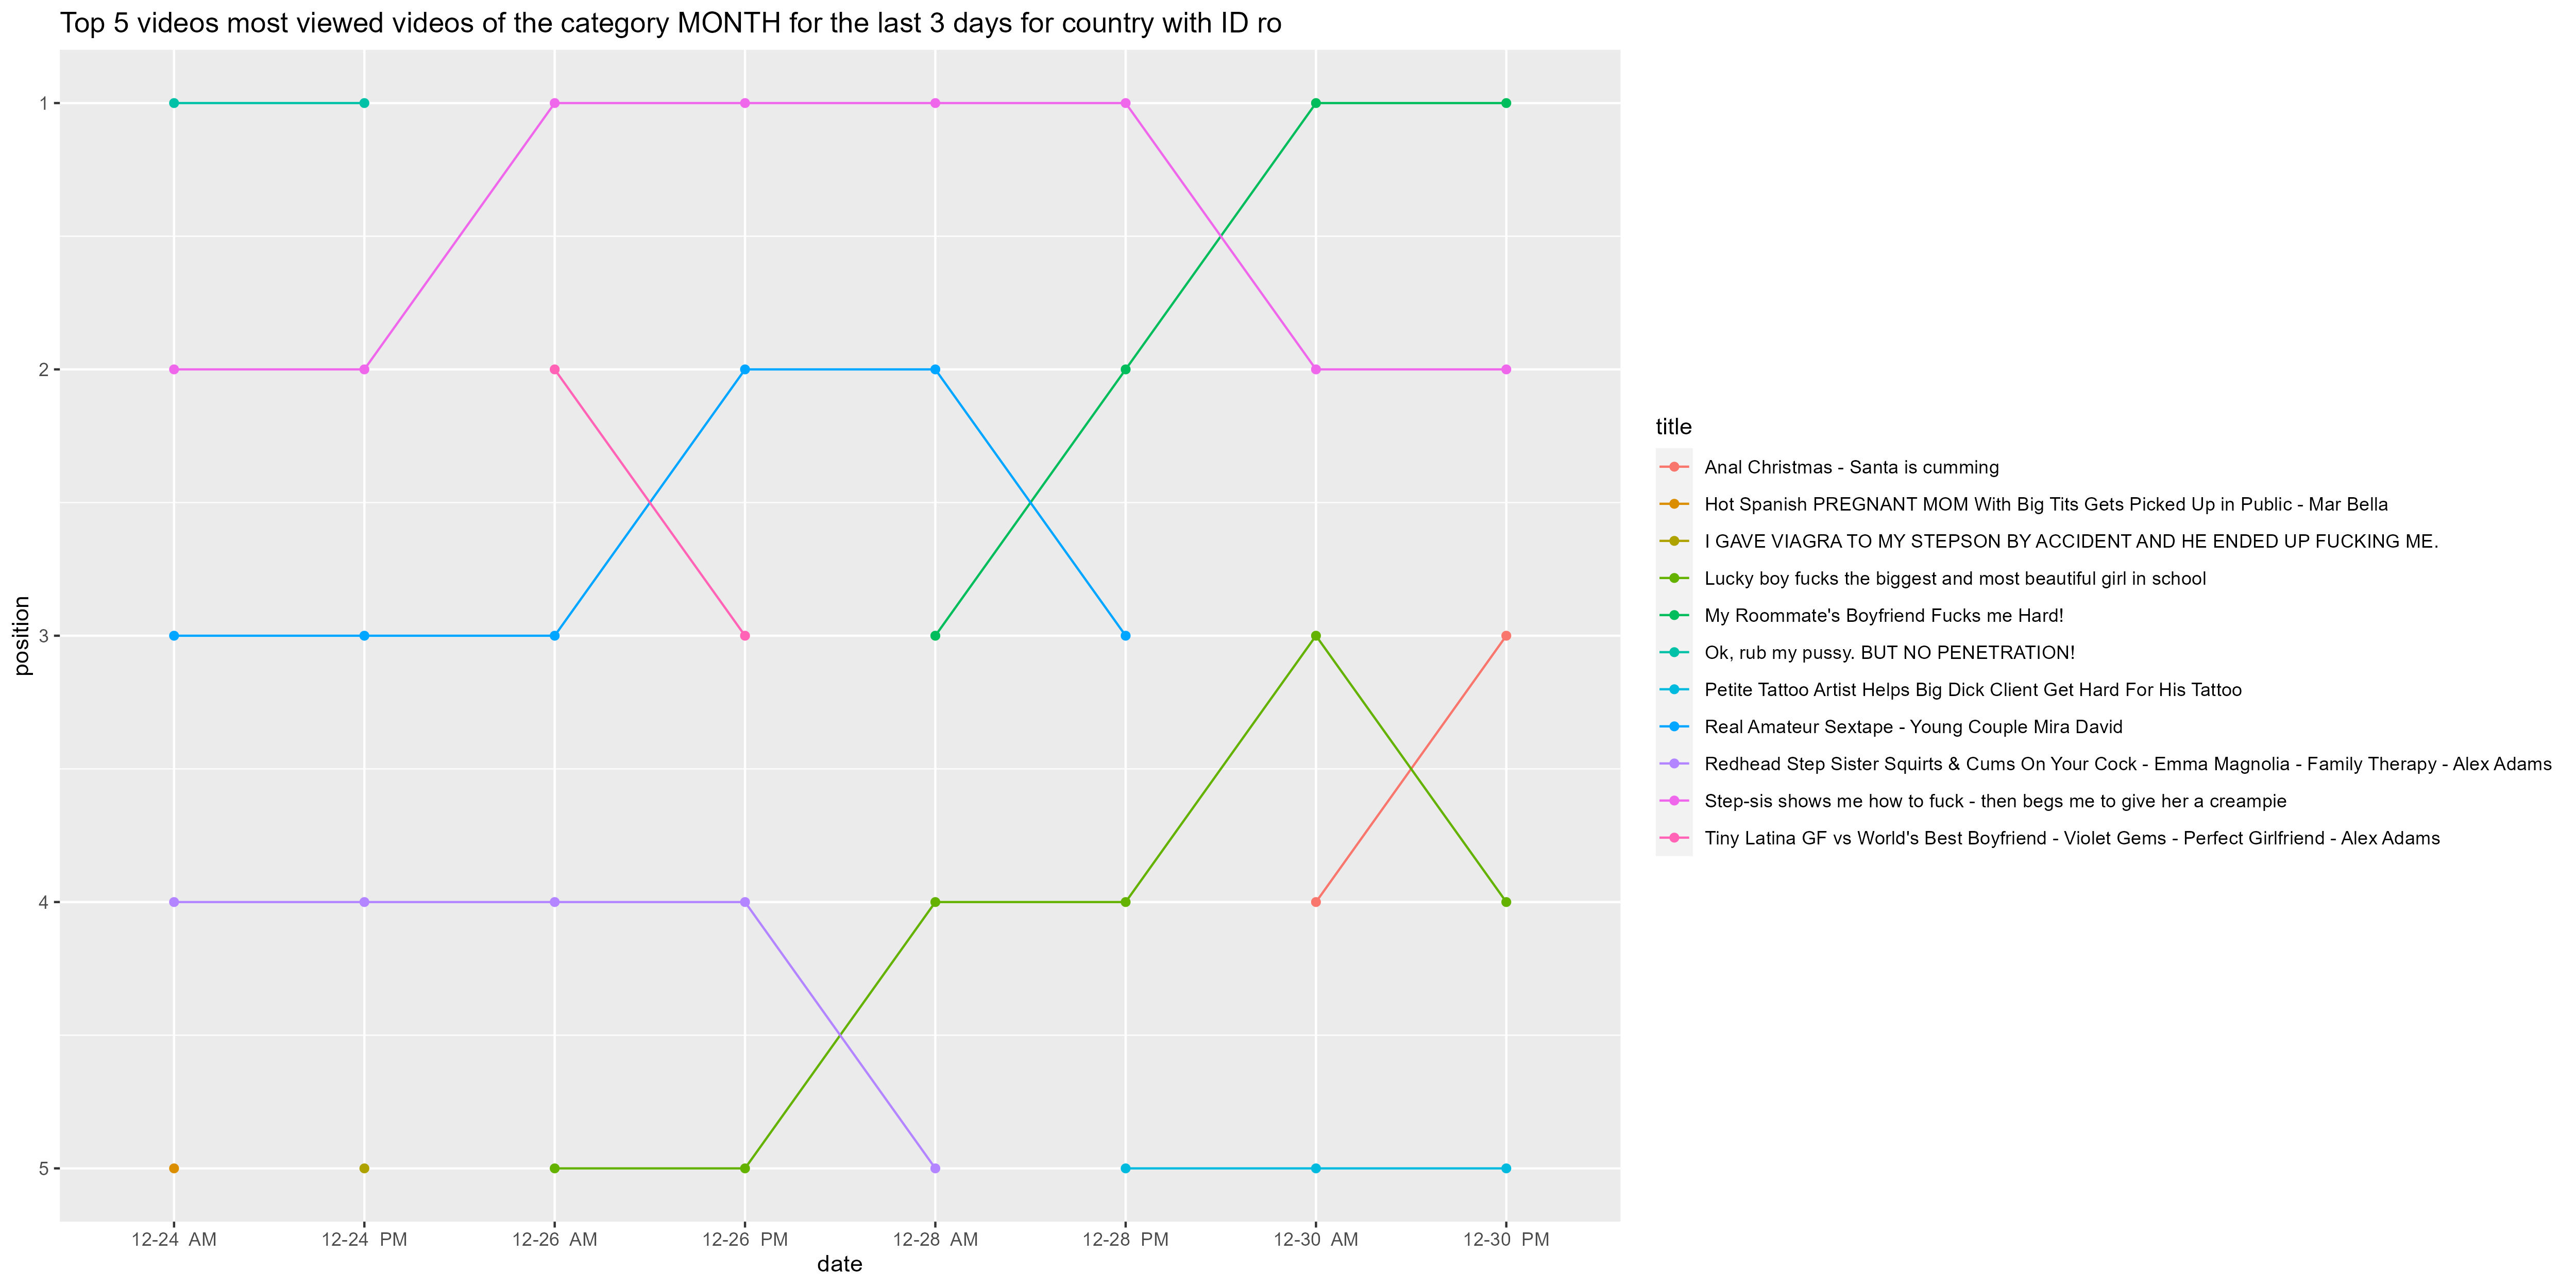 Top 5 videos most viewed videos of the category MONTH for the last 3 days for country with ID ro
position
1
2
3
4
5
12-24 AM
12-24 PM
12-26 AM
12-26 PM
12-28 AM
12-28 PM
12-30 AM
12-30 PM
date
title
Anal Christmas - Santa is cumming
Hot Spanish PREGNANT MOM With Big Tits Gets Picked Up in Public - Mar Bella
I GAVE VIAGRA TO MY STEPSON BY ACCIDENT AND HE ENDED UP FUCKING ME.
Lucky boy fucks the biggest and most beautiful girl in school
My Roommate's Boyfriend Fucks me Hard!
Ok, rub my pussy. BUT NO PENETRATION!
Petite Tattoo Artist Helps Big Dick Client Get Hard For His Tattoo
Real Amateur Sextape - Young Couple Mira David
Redhead Step Sister Squirts & Cums On Your Cock - Emma Magnolia - Family Therapy - Alex Adams
Step-sis shows me how to fuck - then begs me to give her a creampie
Tiny Latina GF vs World's Best Boyfriend - Violet Gems - Perfect Girlfriend - Alex Adams